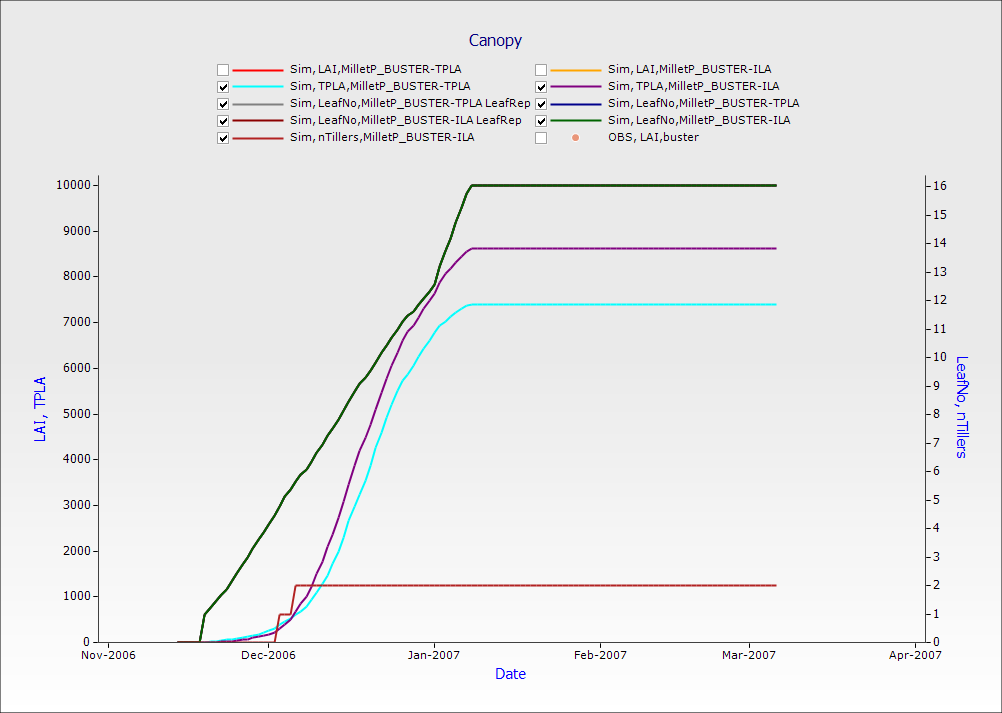 Canopy
Sim, LAI,MilletP_BUSTER-TPLA
Sim, LAI,MilletP_BUSTER-ILA
Sim, TPLA,MilletP_BUSTER-TPLA
Sim, TPLA,MilletP_BUSTER-ILA
Sim, LeafNo,MilletP_BUSTER-TPLA LeafRep
Sim, LeafNo,MilletP_BUSTER-TPLA
Sim, LeafNo,MilletP_BUSTER-ILA LeafRep
Sim, LeafNo,MilletP_BUSTER-ILA
Sim, nTillers,MilletP_BUSTER-ILA
OBS, LAI,buster
10000
9000
8000
7000
6000
5000
4000
3000
2000
1000
0
LAI, TPLA
16
15
14
13
12
11
10
9
8
7
6
5
4
3
2
1
0
LeafNo, nTillers
Nov-2006
Dec-2006
Jan-2007
Feb-2007
Mar-2007
Apr-2007
Date